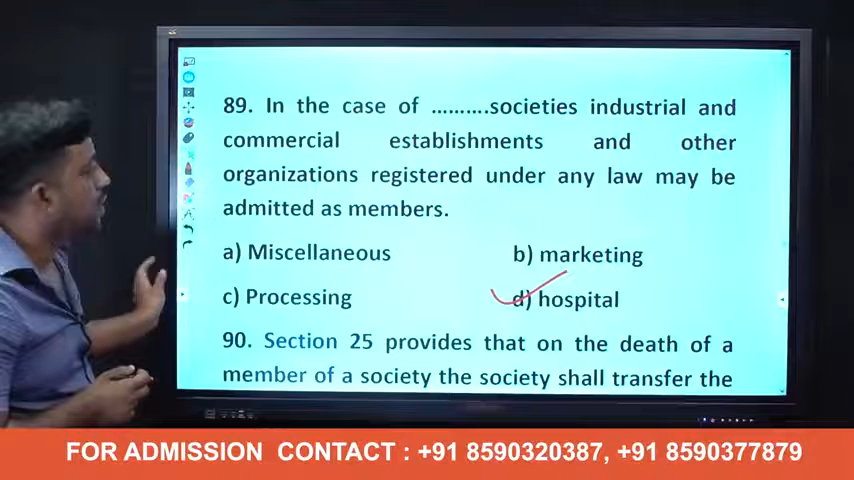 89. In the case of ..........societies industrial and
commercial establishments and other
organizations registered under any law may be
admitted as members.
a) Miscellaneous b) marketing
c) Processing d) hospital
90. Section 25 provides that on the death of a
member of a society the society shall transfer the
FOR ADMISSION CONTACT : +91 8590320387, +91 8590377879